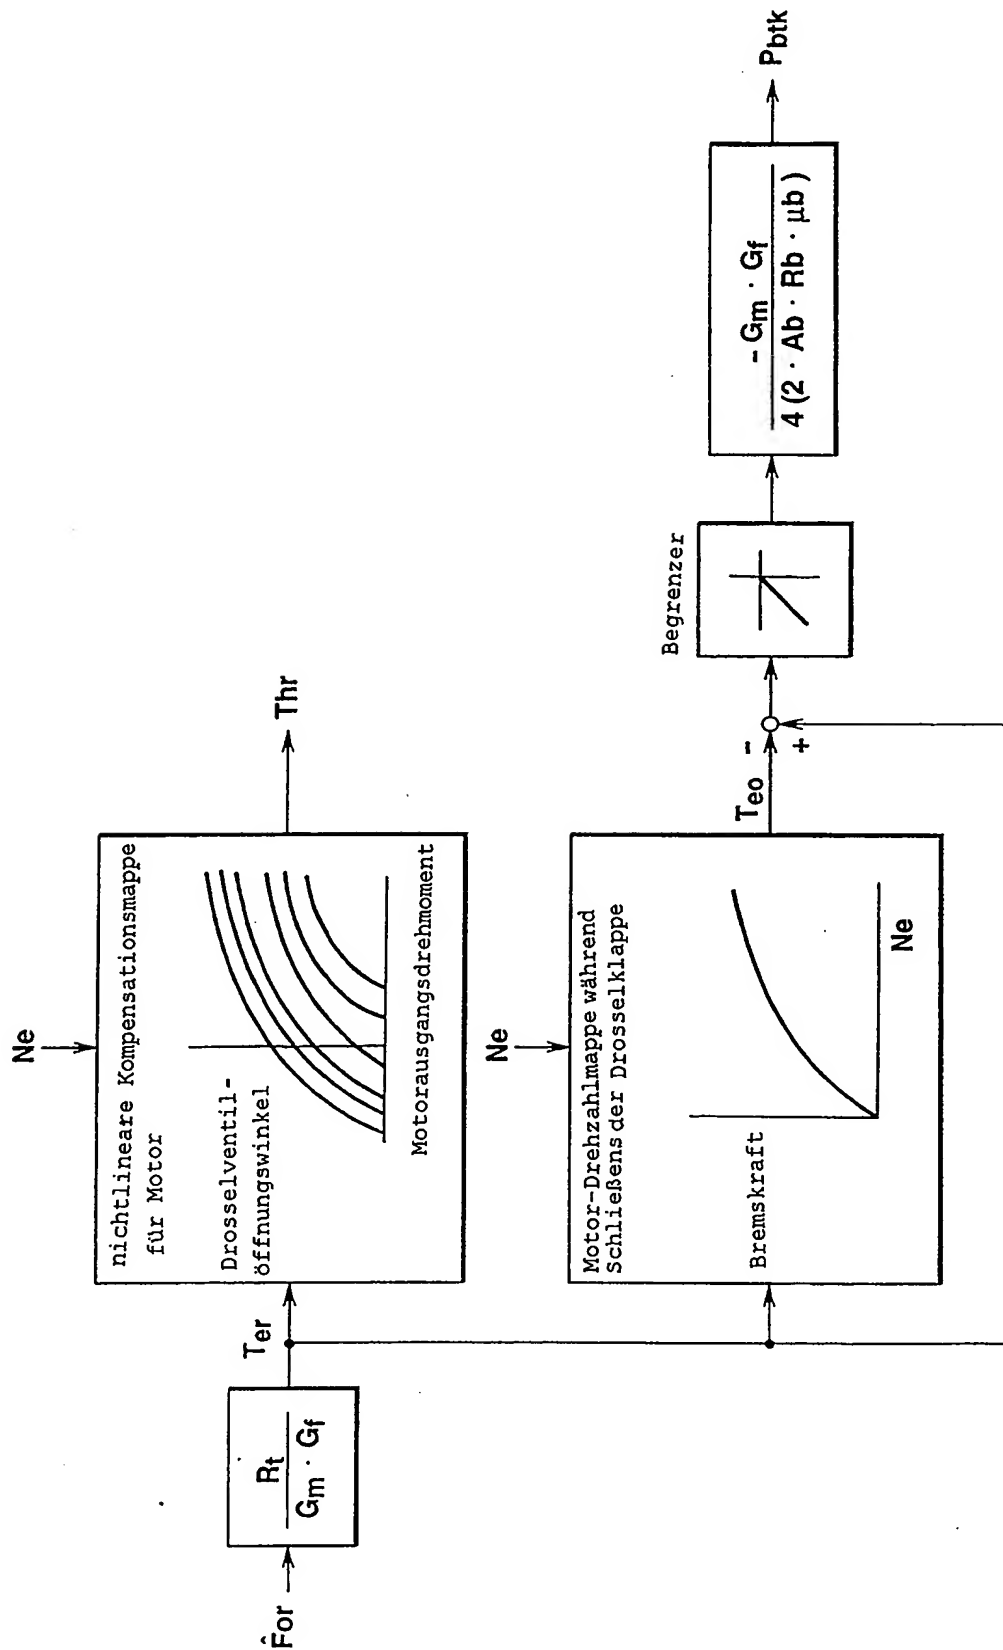 F̂or
Rt
Gm · Gf
Ter
Ne
nichtlineare Kompensationsmappe
für Motor
Drosselventil-
öffnungswinkel
Motorausgangsdrehmoment
Thr
Ne
Motor-Drehzahlmappe während
Schließens der Drosselklappe
Bremskraft
Ne
Teo
-
+
Begrenzer
- Gm · Gf
4 (2 · Ab · Rb · μb )
Pbtk